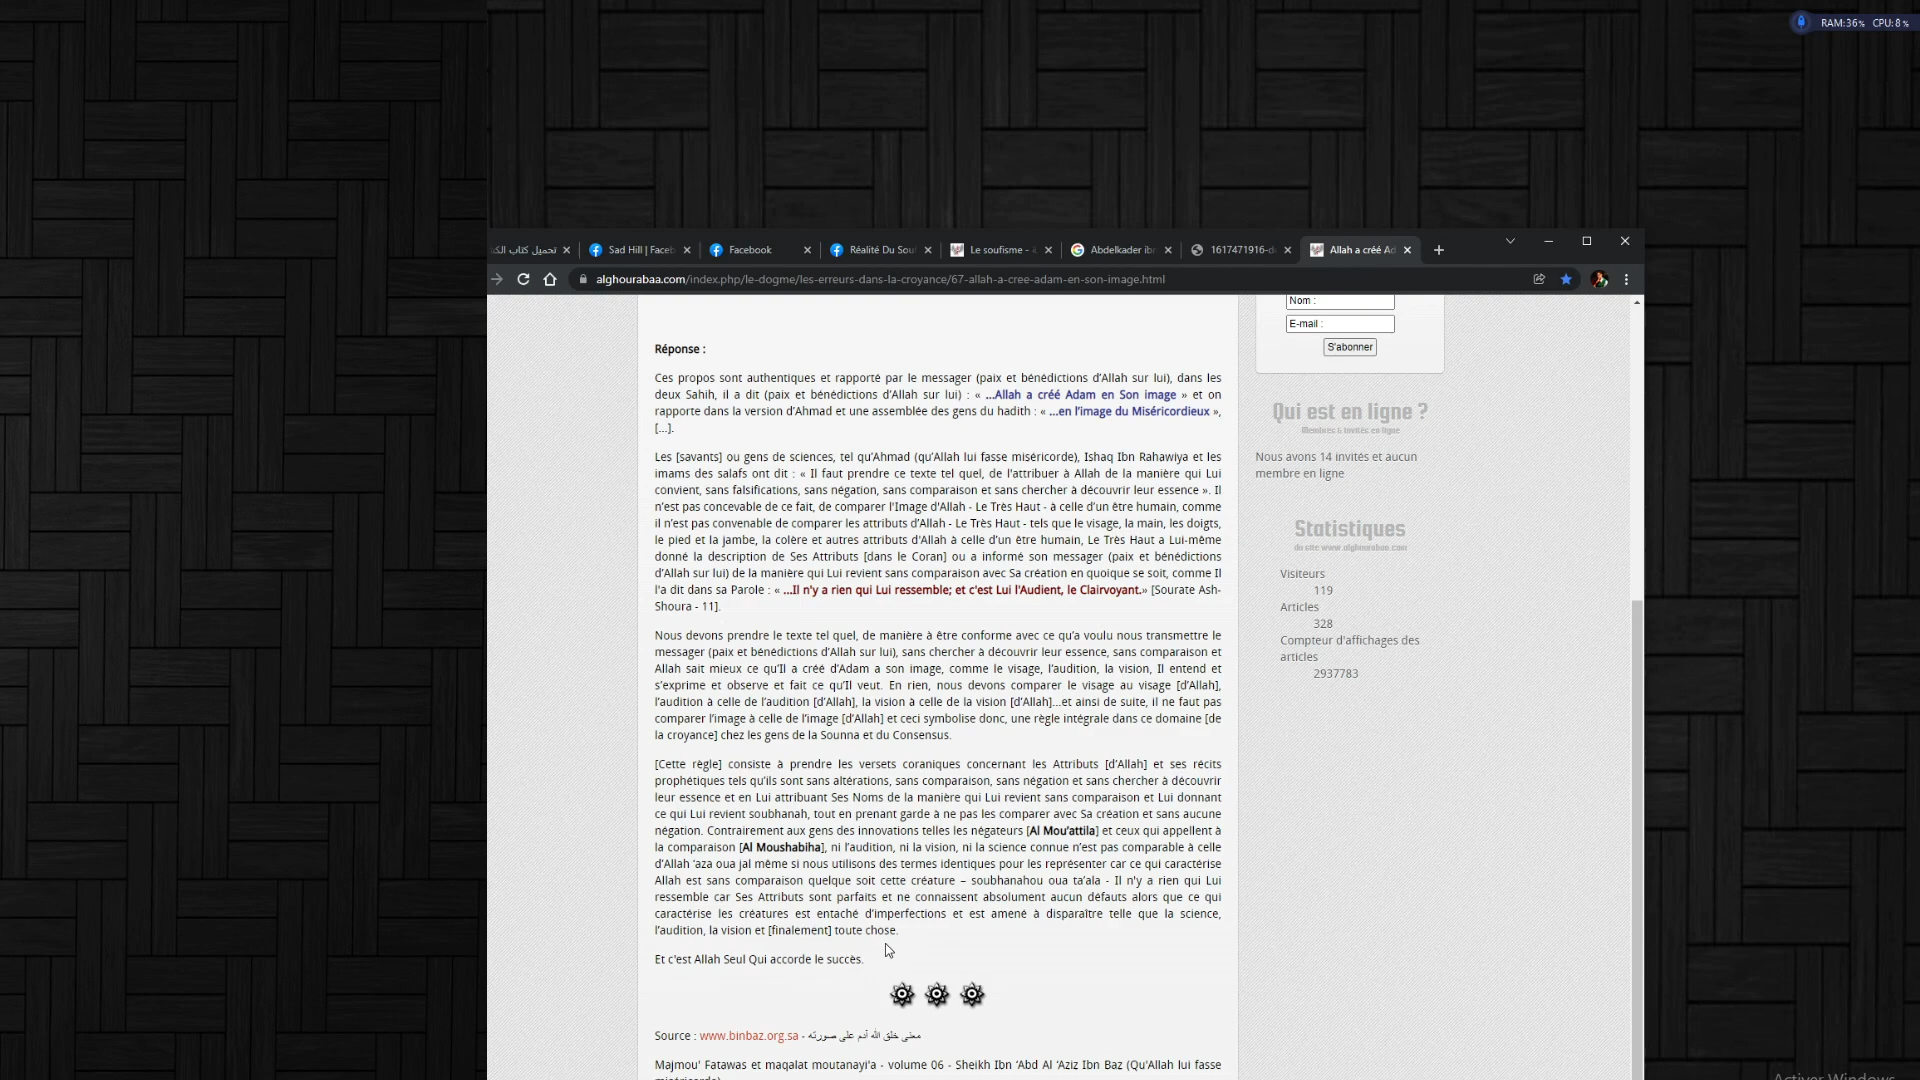 RAM:36% CPU:8%
تحميل كتاب الك
Sad Hill | Faceb
Facebook
Réalité Du Sou
Le soufisme -
Abdelkader ibn
1617471916-d
Allah a créé Ad
alghourabaa.com/index.php/le-dogme/les-erreurs-dans-la-croyance/67-allah-a-cree-adam-en-son-image.html
Réponse :
Ces propos sont authentiques et rapporté par le messager (paix et bénédictions d’Allah sur lui), dans les
deux Sahih, il a dit (paix et bénédictions d’Allah sur lui) : « ...Allah a créé Adam en Son image » et on
rapporte dans la version d’Ahmad et une assemblée des gens du hadith : « ...en l’image du Miséricordieux »,
[...].
Les [savants] ou gens de sciences, tel qu’Ahmad (qu’Allah lui fasse miséricorde), Ishaq Ibn Rahawiya et les
imams des salafs ont dit : « Il faut prendre ce texte tel quel, de l'attribuer à Allah de la manière qui Lui
convient, sans falsifications, sans négation, sans comparaison et sans chercher à découvrir leur essence ». Il
n’est pas concevable de ce fait, de comparer l'Image d'Allah - Le Très Haut - à celle d’un être humain, comme
il n’est pas convenable de comparer les attributs d’Allah - Le Très Haut - tels que le visage, la main, les doigts,
le pied et la jambe, la colère et autres attributs d'Allah à celle d’un être humain, Le Très Haut a Lui-même
donné la description de Ses Attributs [dans le Coran] ou a informé son messager (paix et bénédictions
d’Allah sur lui) de la manière qui Lui revient sans comparaison avec Sa création en quoique se soit, comme Il
l'a dit dans sa Parole : « ...Il n'y a rien qui Lui ressemble; et c'est Lui l'Audient, le Clairvoyant.» [Sourate Ash-
Shoura - 11].
Nous devons prendre le texte tel quel, de manière à être conforme avec ce qu’a voulu nous transmettre le
messager (paix et bénédictions d’Allah sur lui), sans chercher à découvrir leur essence, sans comparaison et
Allah sait mieux ce qu’Il a créé d’Adam a son image, comme le visage, l’audition, la vision, Il entend et
s’exprime et observe et fait ce qu’Il veut. En rien, nous devons comparer le visage au visage [d’Allah],
l'audition à celle de l’audition [d’Allah], la vision à celle de la vision [d’Allah]...et ainsi de suite, il ne faut pas
comparer l’image à celle de l’image [d’Allah] et ceci symbolise donc, une règle intégrale dans ce domaine [de
la croyance] chez les gens de la Sounna et du Consensus.
[Cette règle] consiste à prendre les versets coraniques concernant les Attributs [d’Allah] et ses récits
prophétiques tels qu’ils sont sans altérations, sans comparaison, sans négation et sans chercher à découvrir
leur essence et en Lui attribuant Ses Noms de la manière qui Lui revient sans comparaison et Lui donnant
ce qui Lui revient soubhanah, tout en prenant garde à ne pas les comparer avec Sa création et sans aucune
négation. Contrairement aux gens des innovations telles les négateurs [Al Mou’attila] et ceux qui appellent à
la comparaison [Al Moushabiha], ni l’audition, ni la vision, ni la science connue n’est pas comparable à celle
d’Allah ‘aza oua jal même si nous utilisons des termes identiques pour les représenter car ce qui caractérise
Allah est sans comparaison quelque soit cette créature – soubhanahou oua ta’ala - Il n'y a rien qui Lui
ressemble car Ses Attributs sont parfaits et ne connaissent absolument aucun défauts alors que ce qui
caractérise les créatures est entaché d’imperfections et est amené à disparaître telle que la science,
l’audition, la vision et [finalement] toute chose.
Et c'est Allah Seul Qui accorde le succès.
Source : www.binbaz.org.sa - معنى خلق الله آدم على صورته
Majmou' Fatawas et maqalat moutanayi'a - volume 06 - Sheikh Ibn ‘Abd Al ‘Aziz Ibn Baz (Qu'Allah lui fasse
miséricorde)
Nom :
E-mail :
S'abonner
Qui est en ligne ?
Membres & Invités en ligne
Nous avons 14 invités et aucun
membre en ligne
Statistiques
du site www.alghourabaa.com
Visiteurs
119
Articles
328
Compteur d'affichages des
articles
2937783
Activer Windows